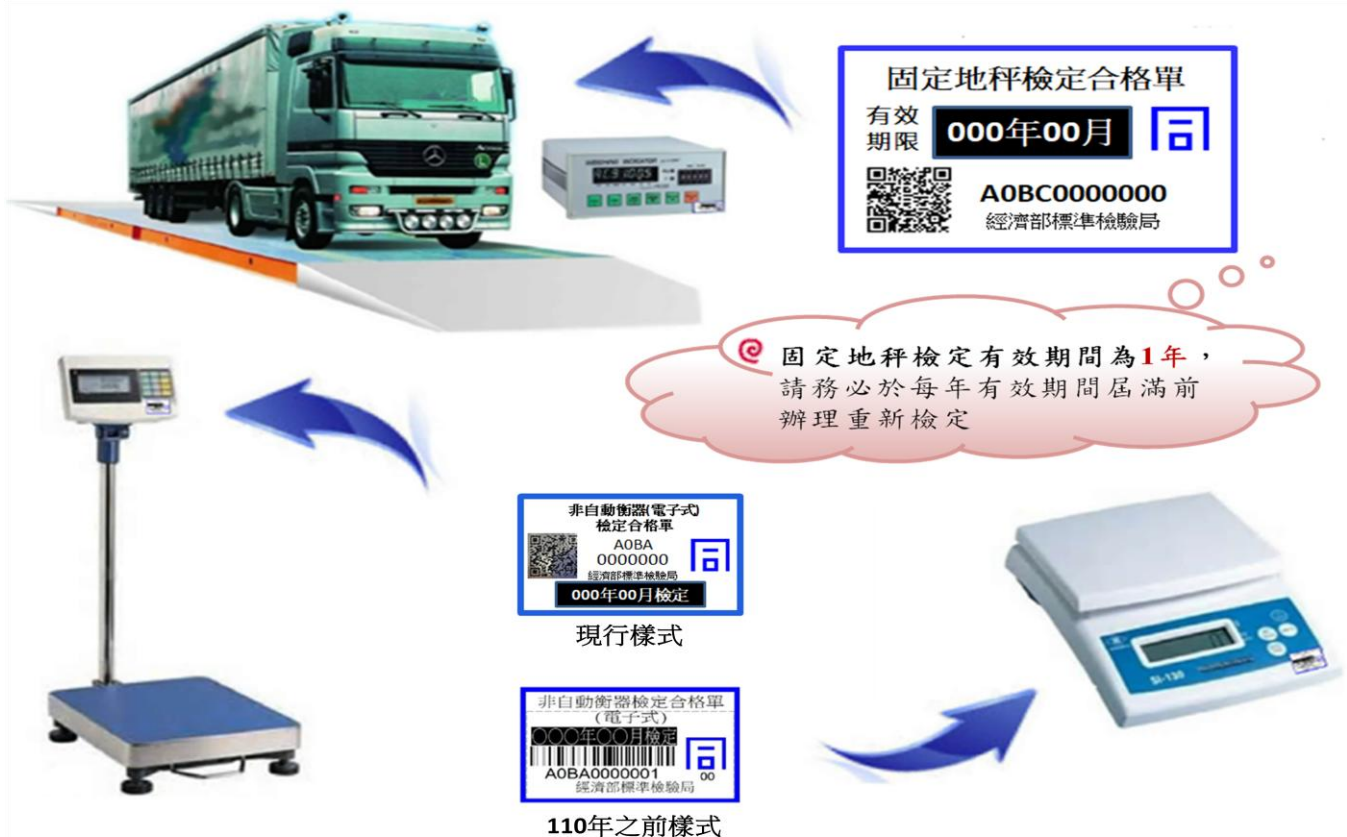 固定地秤檢定合格單
有效
期限
000年00月
A0BC0000000
經濟部標準檢驗局
WEIGHING INDICATOR
固定地秤檢定有效期間為1年，
請務必於每年有效期間屆滿前
辦理重新檢定
非自動衡器(電子式)
檢定合格單
A0BA
0000000
經濟部標準檢驗局
000年00月檢定
現行樣式
非自動衡器檢定合格單
(電子式)
○○○年○○月檢定
A0BA0000001
00
經濟部標準檢驗局
110年之前樣式
SI-130